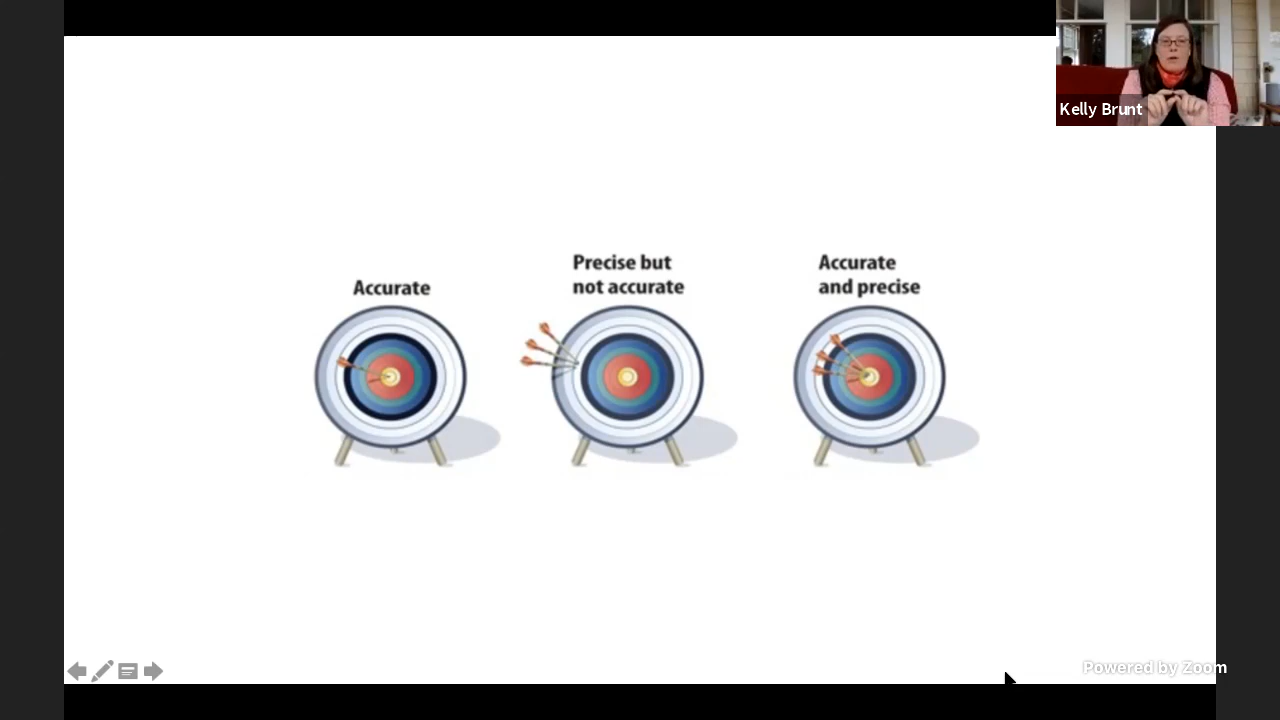 Kelly Brunt
Accurate
Precise but
not accurate
Accurate
and precise
Powered by Zoom